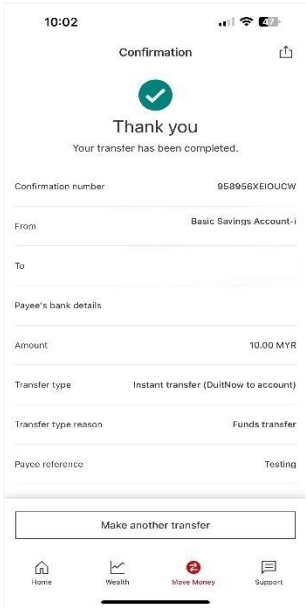 10:02
47
Confirmation
Thank you
Your transfer has been completed.
Confirmation number 958956XEIOUCW
From Basic Savings Account-i
To
Payee's bank details
Amount 10.00 MYR
Transfer type Instant transfer (DuitNow to account)
Transfer type reason Funds transfer
Payee reference Testing
Make another transfer
Home Wealth Move Money Support